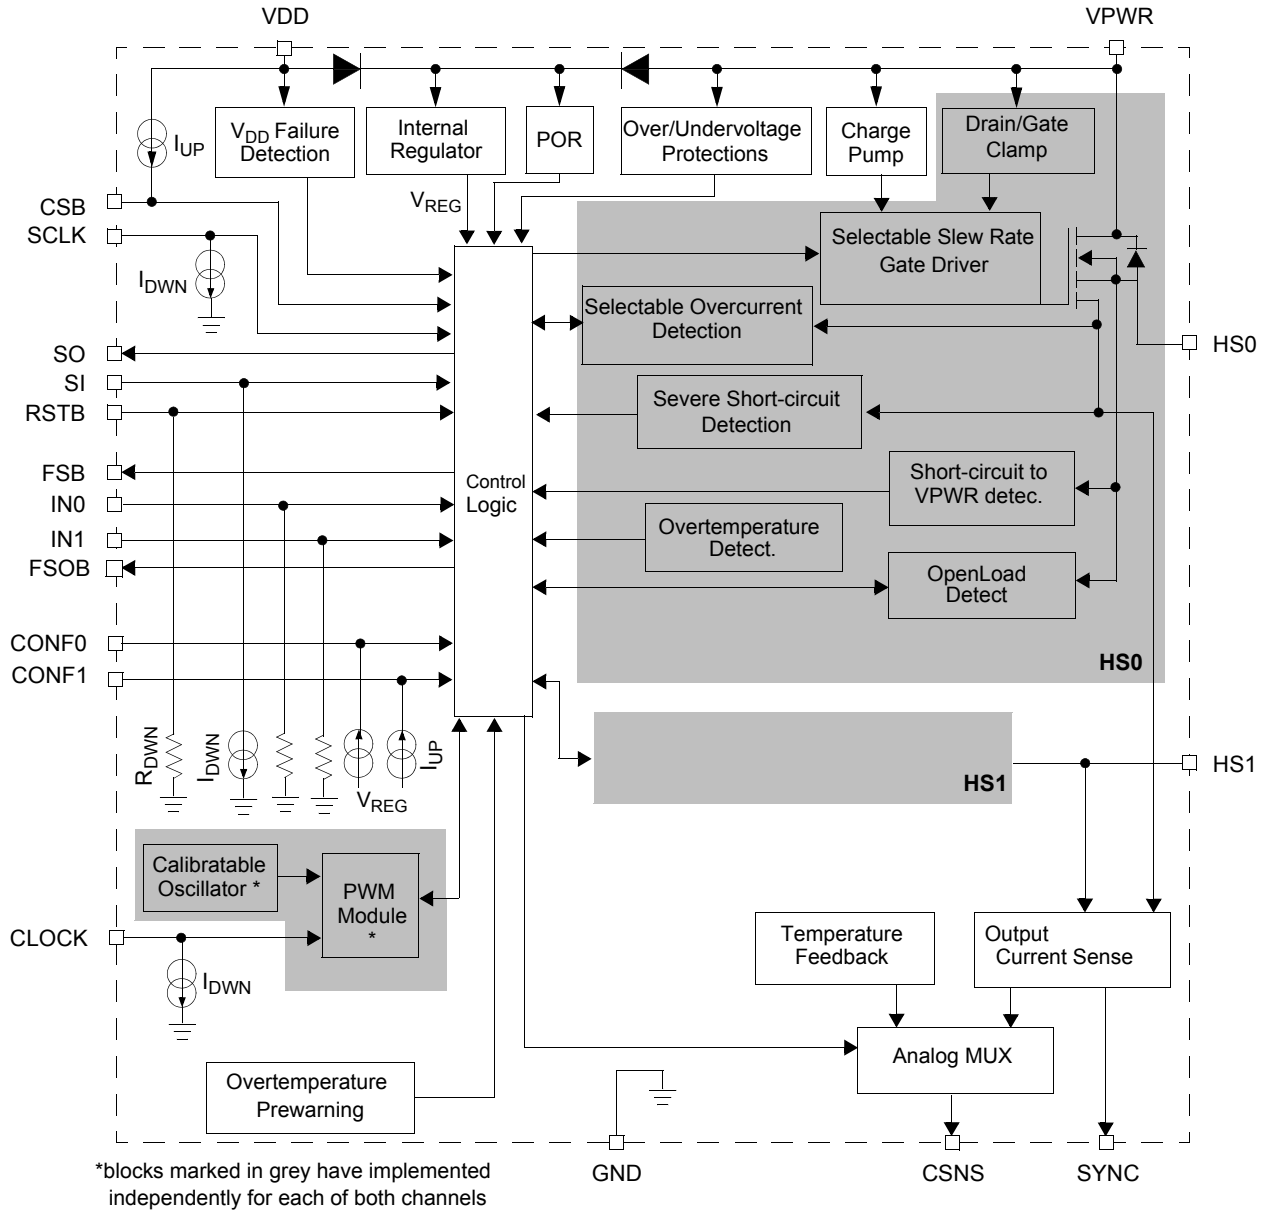 VDD
VPWR
IUP
VDD Failure
Detection
Internal
Regulator
POR
Over/Undervoltage
Protections
Charge
Pump
Drain/Gate
Clamp
VREG
CSB
SCLK
IDWN
Selectable Slew Rate
Gate Driver
Selectable Overcurrent
Detection
SO
SI
RSTB
HS0
Severe Short-circuit
Detection
FSB
IN0
IN1
FSOB
Control
Logic
Short-circuit to
VPWR detec.
Overtemperature
Detect.
OpenLoad
Detect
CONF0
CONF1
HS0
RDWN
IDWN
VREG
IUP
HS1
HS1
Calibratable
Oscillator *
PWM
Module
*
CLOCK
IDWN
Temperature
Feedback
Output
Current Sense
Analog MUX
Overtemperature
Prewarning
GND
CSNS
SYNC
*blocks marked in grey have implemented
independently for each of both channels